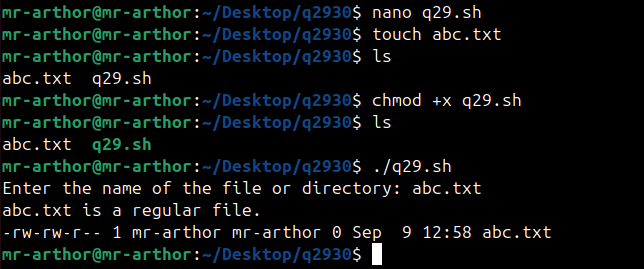 mr-arthor@mr-arthor:~/Desktop/q2930$ nano q29.sh
mr-arthor@mr-arthor:~/Desktop/q2930$ touch abc.txt
mr-arthor@mr-arthor:~/Desktop/q2930$ ls
abc.txt  q29.sh
mr-arthor@mr-arthor:~/Desktop/q2930$ chmod +x q29.sh
mr-arthor@mr-arthor:~/Desktop/q2930$ ls
abc.txt  q29.sh
mr-arthor@mr-arthor:~/Desktop/q2930$ ./q29.sh
Enter the name of the file or directory: abc.txt
abc.txt is a regular file.
-rw-rw-r-- 1 mr-arthor mr-arthor 0 Sep  9 12:58 abc.txt
mr-arthor@mr-arthor:~/Desktop/q2930$